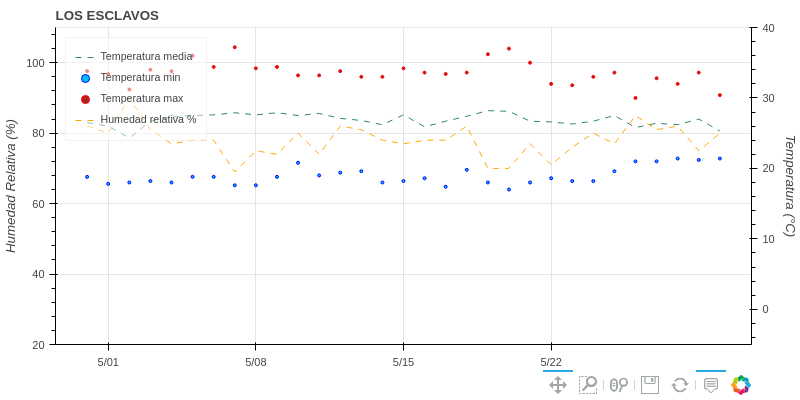 LOS ESCLAVOS
Temperatura media
Temperatura min
Temperatura max
Humedad relativa %
Humedad Relativa (%)
100
80
60
40
20
Temperatura (°C)
40
30
20
10
0
5/01
5/08
5/15
5/22